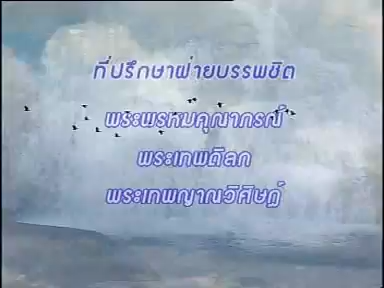 ที่ปรึกษาฝ่ายบรรพชิต
พระพรหมคุณาภรณ์
พระเทพดิลก
พระเทพญาณวิศิษฏ์